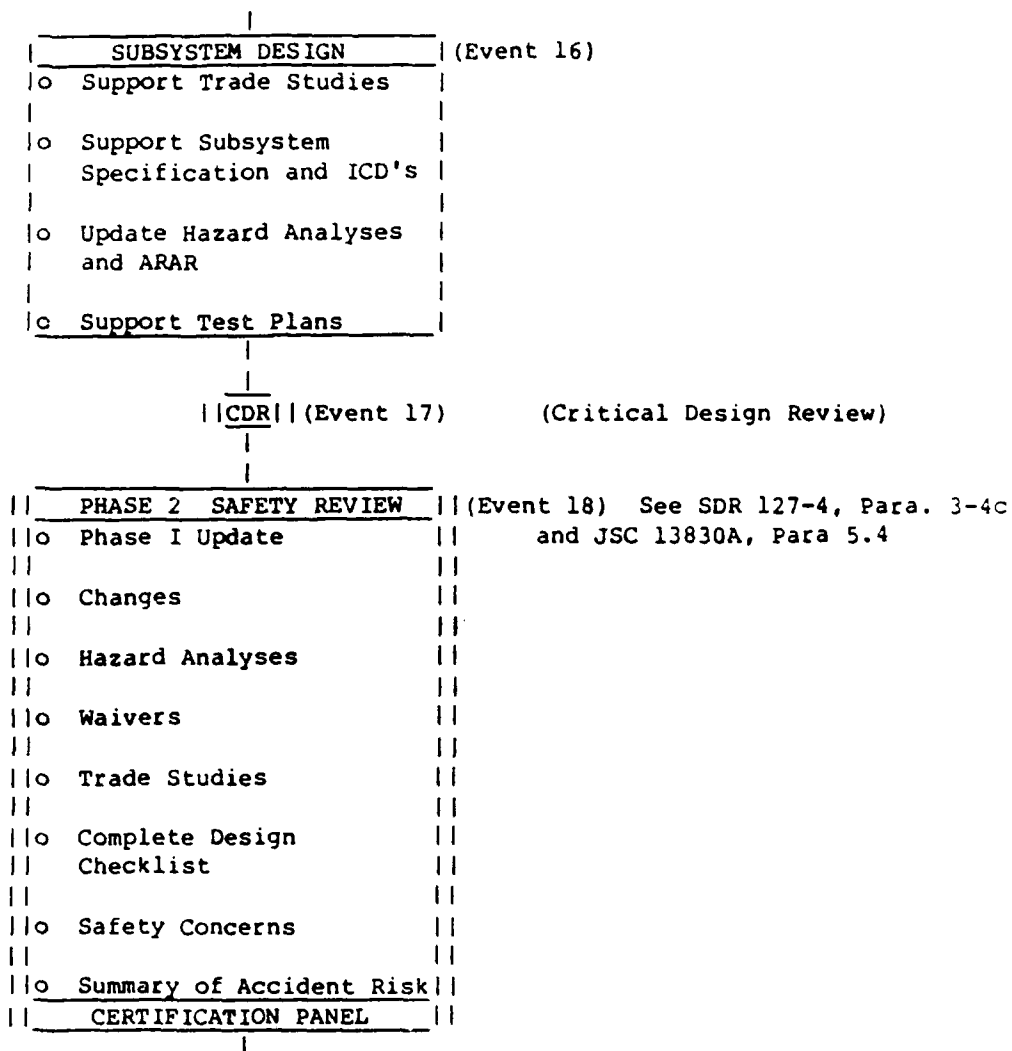 SUBSYSTEM DESIGN (Event 16)
o Support Trade Studies
o Support Subsystem
Specification and ICD's
o Update Hazard Analyses
and ARAR
o Support Test Plans
CDR (Event 17) (Critical Design Review)
PHASE 2 SAFETY REVIEW (Event 18) See SDR 127-4, Para. 3-4c
o Phase I Update and JSC 13830A, Para 5.4
o Changes
o Hazard Analyses
o Waivers
o Trade Studies
o Complete Design
Checklist
o Safety Concerns
o Summary of Accident Risk
CERTIFICATION PANEL